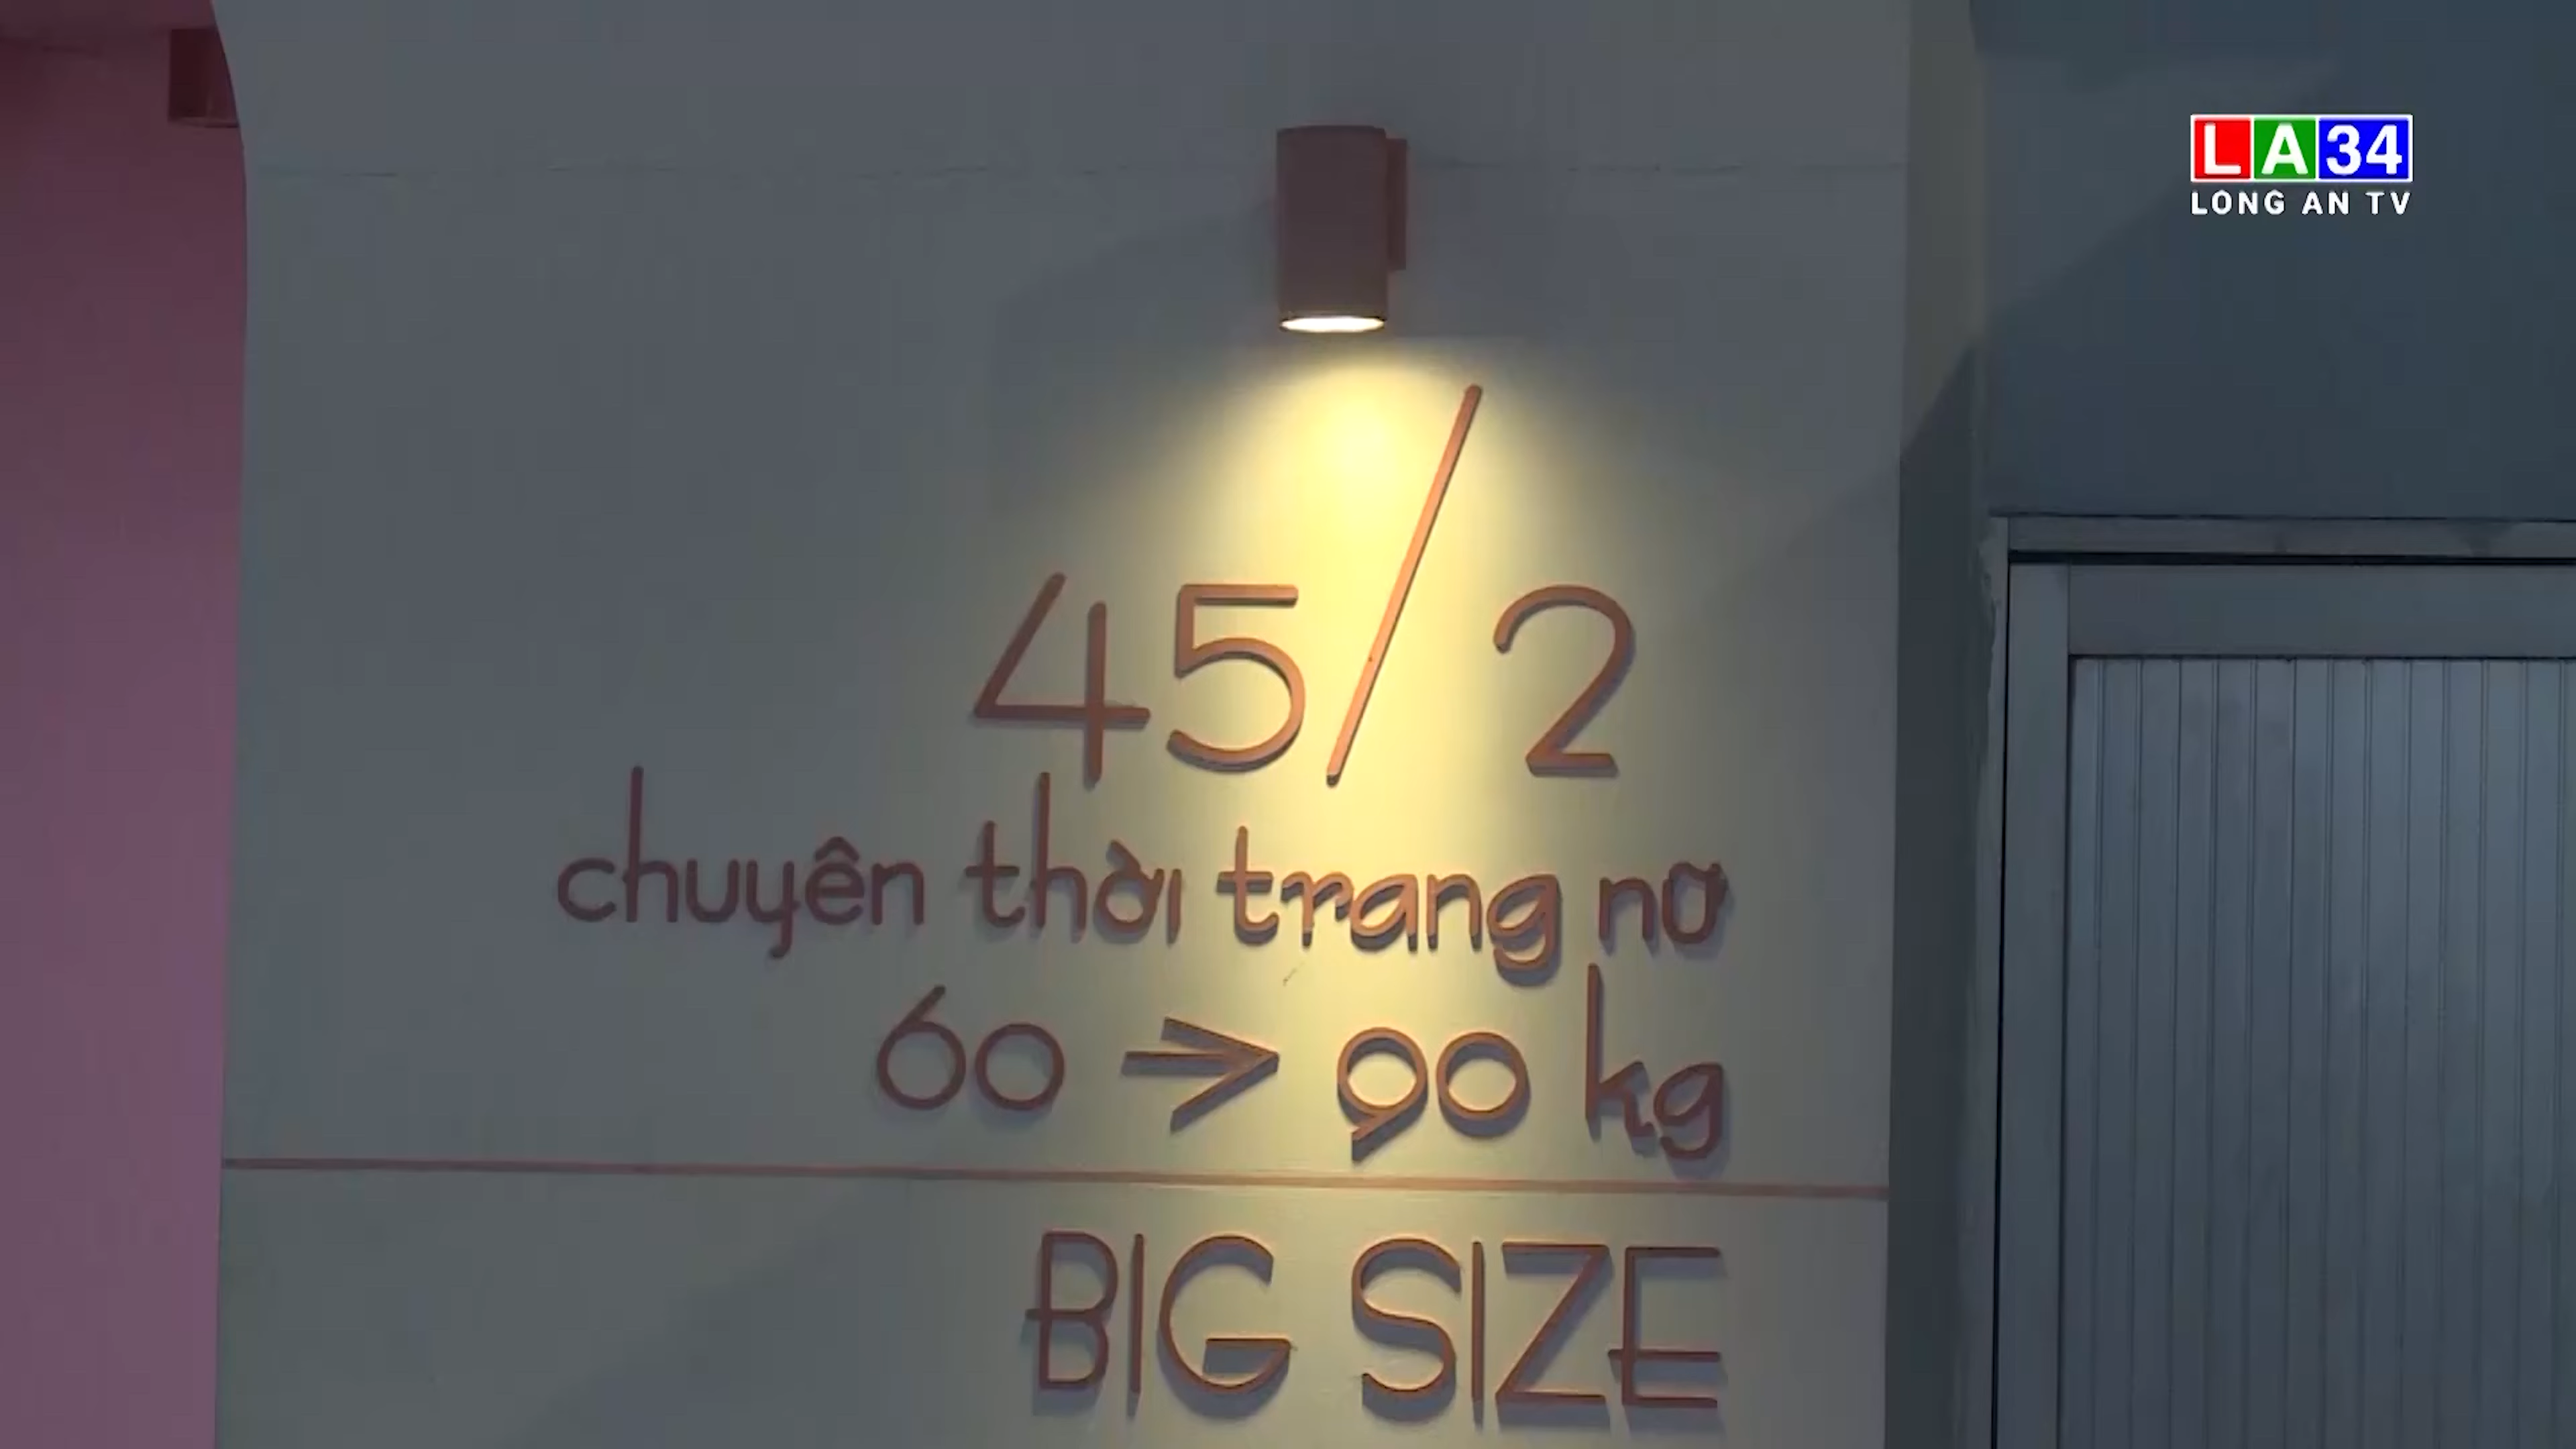 LA34
LONG AN TV
45/2
chuyên thời trang nữ
60 → 90 kg
BIG SIZE